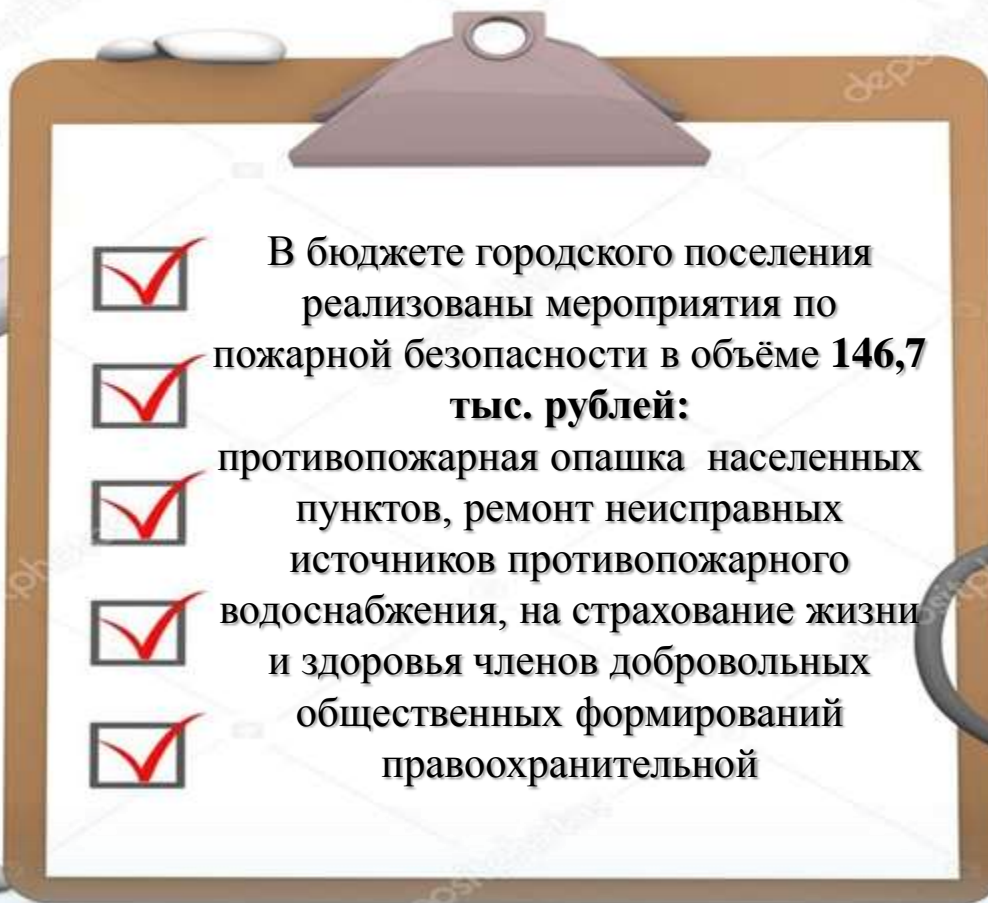 В бюджете городского поселения
реализованы мероприятия по
пожарной безопасности в объёме 146,7
тыс. рублей:
противопожарная опашка населенных
пунктов, ремонт неисправных
источников противопожарного
водоснабжения, на страхование жизни
и здоровья членов добровольных
общественных формирований
правоохранительной